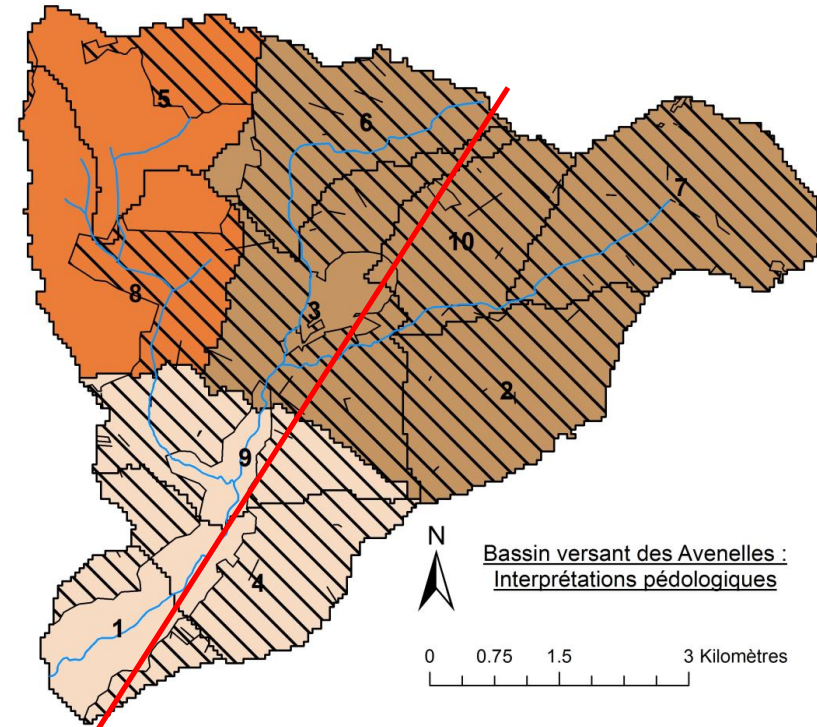 5
6
7
10
8
3
2
9
4
1
N
Bassin versant des Avenelles :
Interprétations pédologiques
0 0.75 1.5 3 Kilomètres